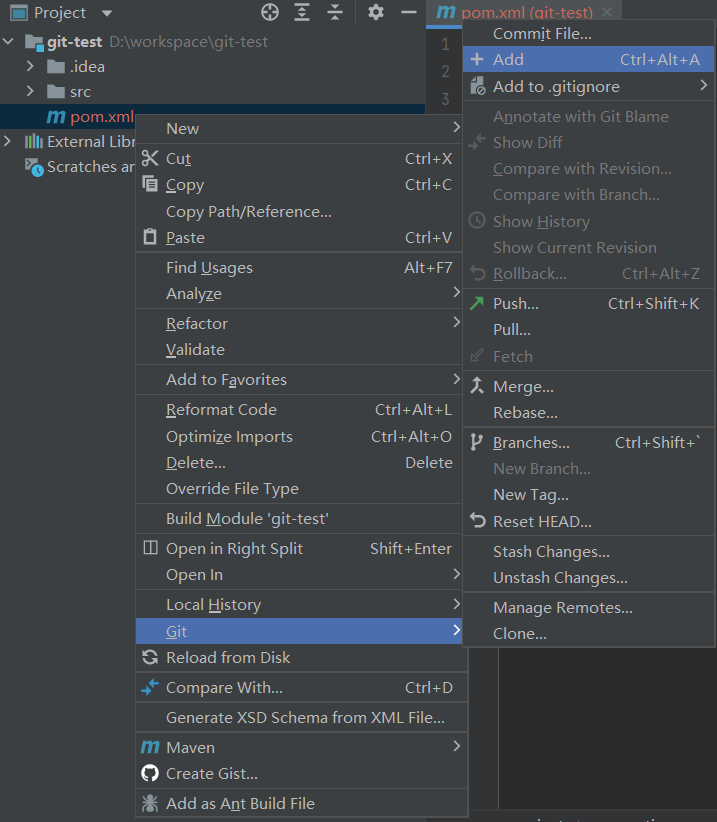 Project
git-test D:\workspace\git-test
.idea
src
m pom.xml
External Libr
Scratches ar
m pom.xml (git-test)
1
2
3
New
Cut Ctrl+X
Copy Ctrl+C
Copy Path/Reference...
Paste Ctrl+V
Find Usages Alt+F7
Analyze
Refactor
Validate
Add to Favorites
Reformat Code Ctrl+Alt+L
Optimize Imports Ctrl+Alt+O
Delete... Delete
Override File Type
Build Module 'git-test'
Open in Right Split Shift+Enter
Open In
Local History
Git
Reload from Disk
Compare With... Ctrl+D
Generate XSD Schema from XML File...
m Maven
Create Gist...
Add as Ant Build File
Commit File...
Add Ctrl+Alt+A
Add to .gitignore
Annotate with Git Blame
Show Diff
Compare with Revision...
Compare with Branch...
Show History
Show Current Revision
Rollback... Ctrl+Alt+Z
Push... Ctrl+Shift+K
Pull...
Fetch
Merge...
Rebase...
Branches... Ctrl+Shift+`
New Branch...
New Tag...
Reset HEAD...
Stash Changes...
Unstash Changes...
Manage Remotes...
Clone...